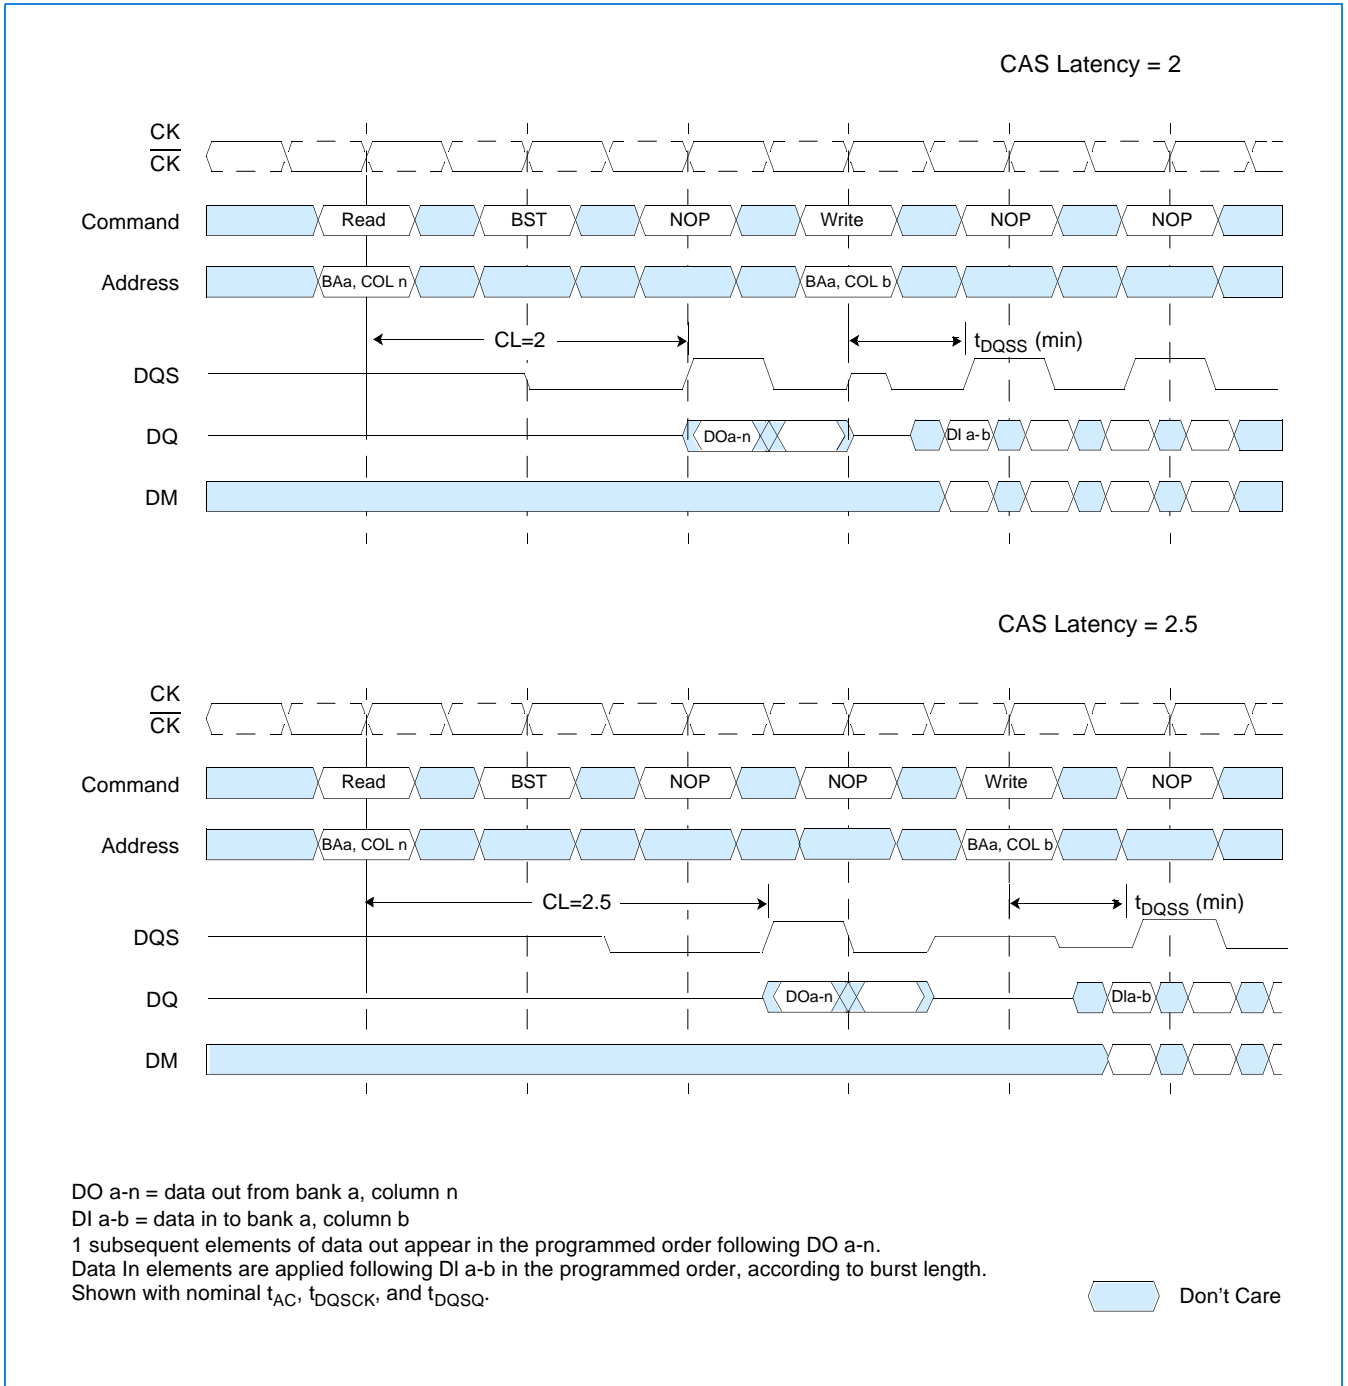 CAS Latency = 2
CK
CK
Command Read BST NOP Write NOP NOP
Address BAa, COL n BAa, COL b
CL=2 tDQSS (min)
DQS
DQ DOa-n DI a-b
DM
CAS Latency = 2.5
CK
CK
Command Read BST NOP NOP Write NOP
Address BAa, COL n BAa, COL b
CL=2.5 tDQSS (min)
DQS
DQ DOa-n DIa-b
DM
DO a-n = data out from bank a, column n
DI a-b = data in to bank a, column b
1 subsequent elements of data out appear in the programmed order following DO a-n.
Data In elements are applied following DI a-b in the programmed order, according to burst length.
Shown with nominal tAC, tDQSCK, and tDQSQ.
Don't Care